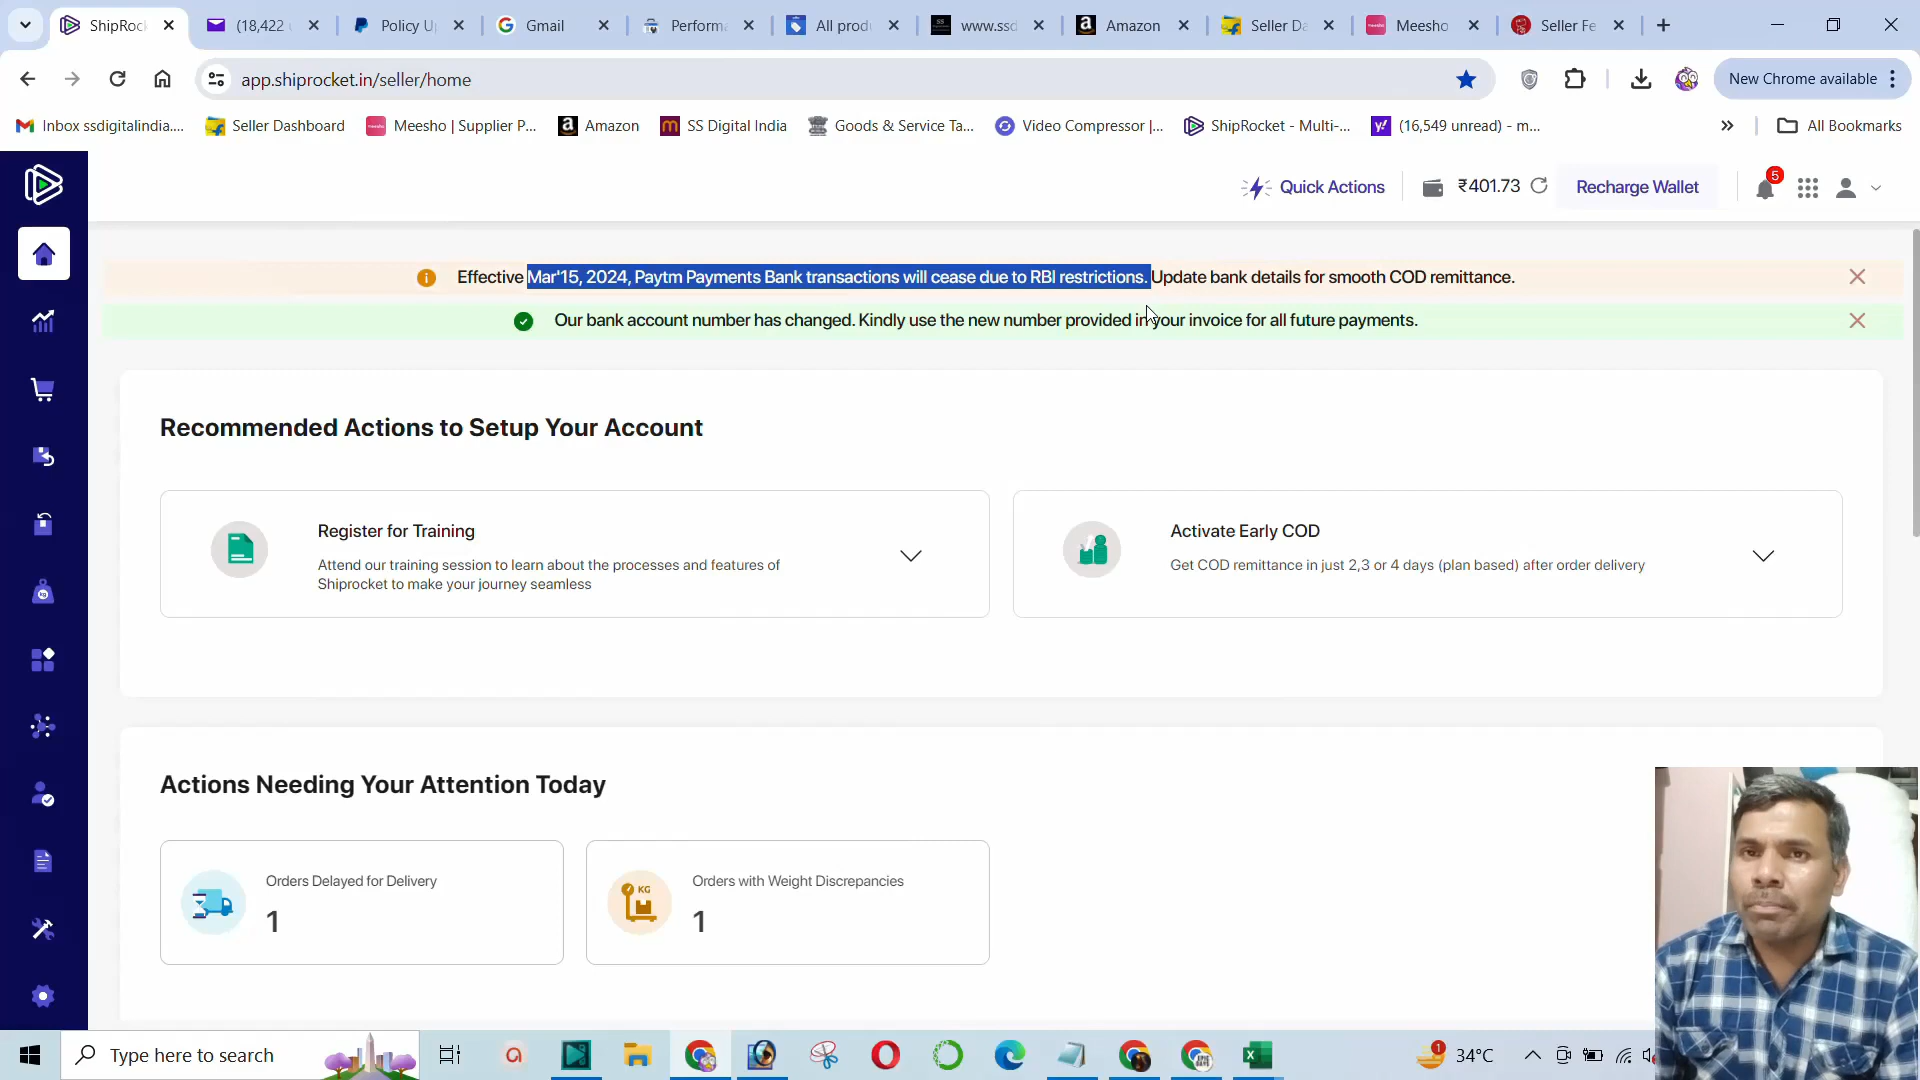 ShipRock
(18,422
Policy U
Gmail
Perform
All prod
www.ssd
Amazon
Seller Da
Meesho
Seller Fe
app.shiprocket.in/seller/home
New Chrome available
Inbox ssdigitalindia....
Seller Dashboard
Meesho | Supplier P...
Amazon
SS Digital India
Goods & Service Ta...
Video Compressor |...
ShipRocket - Multi-...
(16,549 unread) - m...
All Bookmarks
Quick Actions
₹401.73
Recharge Wallet
5
Effective Mar'15, 2024, Paytm Payments Bank transactions will cease due to RBI restrictions. Update bank details for smooth COD remittance.
Our bank account number has changed. Kindly use the new number provided in your invoice for all future payments.
Recommended Actions to Setup Your Account
Register for Training
Attend our training session to learn about the processes and features of
Shiprocket to make your journey seamless
Activate Early COD
Get COD remittance in just 2,3 or 4 days (plan based) after order delivery
Actions Needing Your Attention Today
Orders Delayed for Delivery
1
KG
Orders with Weight Discrepancies
1
Type here to search
1
34°C